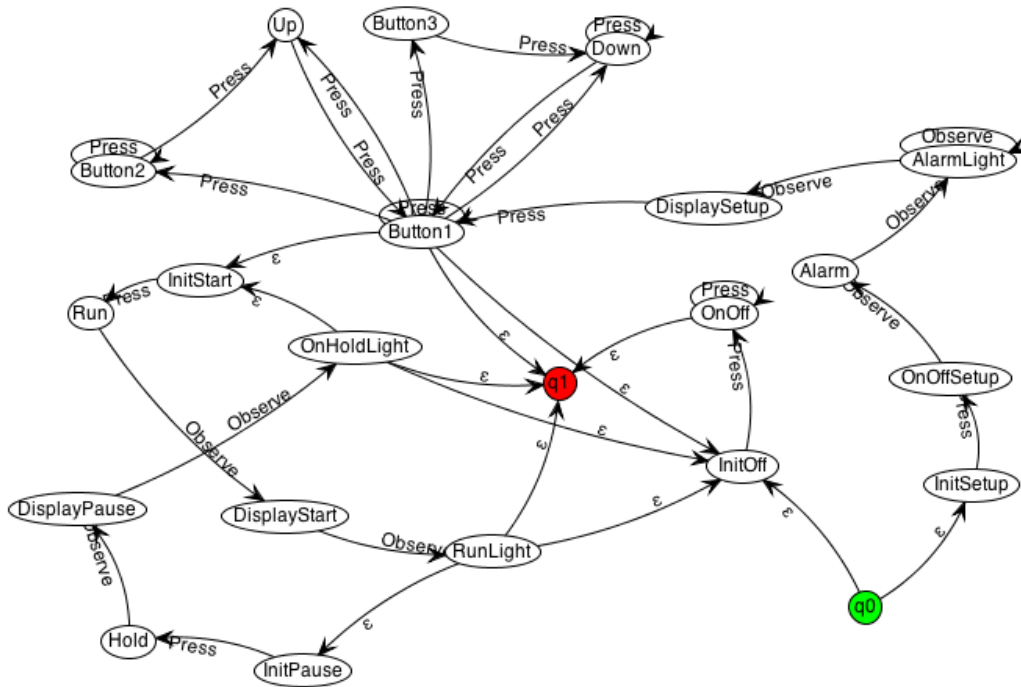 Up
Button3
Press
Down
Press
Press
Press
Press
Press
Press
Press
Press
Button2
Press
Press
Press
Button1
Observe
AlarmLight
Observe
DisplaySetup
Press
Observe
ε
InitStart
Alarm
Press
Run
ε
Observe
Press
OnOff
OnHoldLight
ε
ε
ε
q1
Press
OnOffSetup
ε
Observe
ε
ε
Press
Observe
InitOff
InitSetup
DisplayPause
DisplayStart
ε
ε
ε
Observe
Observe
RunLight
q0
ε
Hold
Press
InitPause